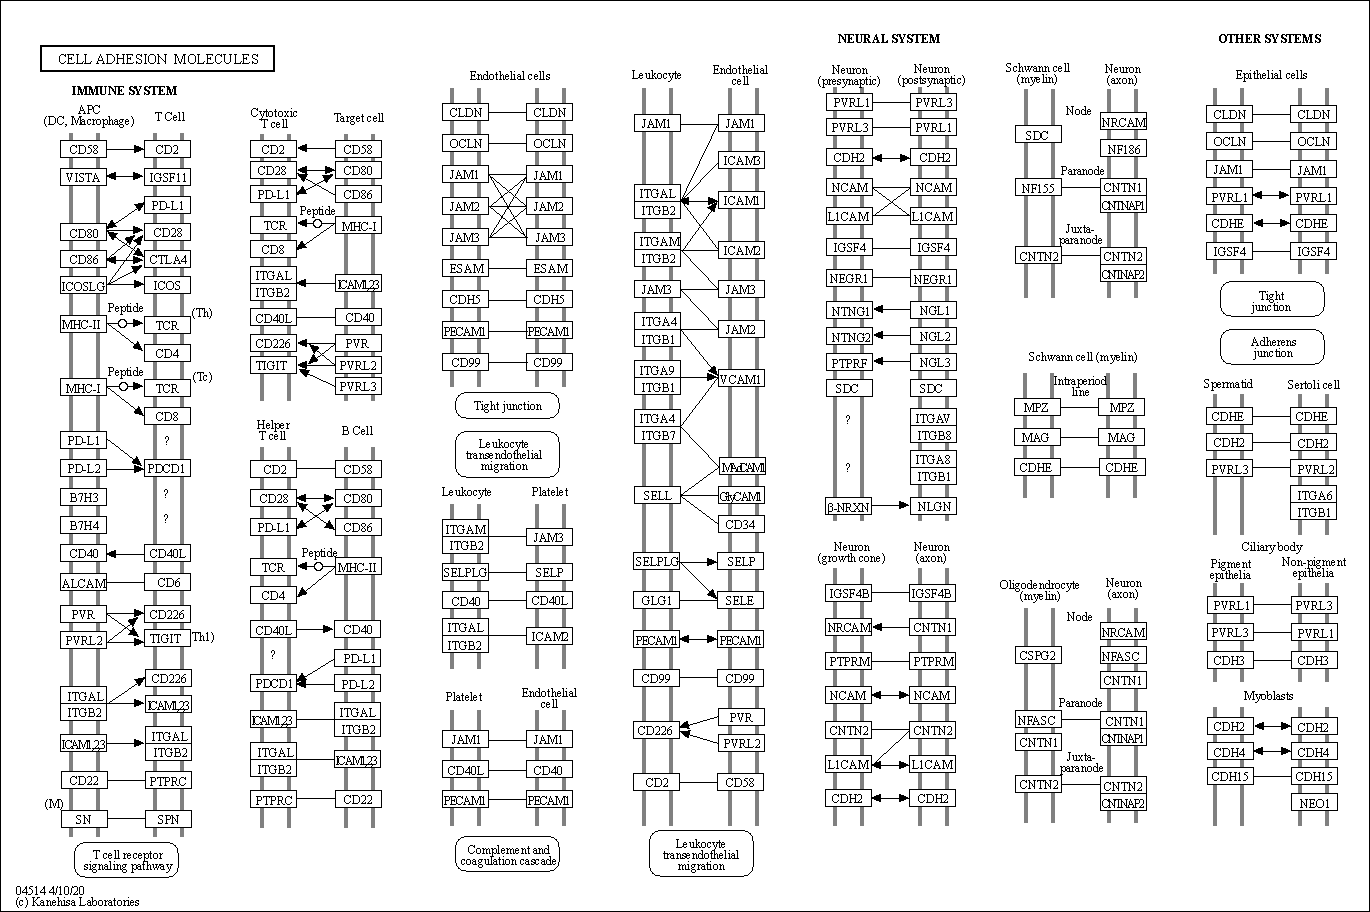 CELL ADHESION MOLECULES
IMMUNE SYSTEM
APC
(DC, Macrophage)
T Cell
CD58
CD2
VISTA
IGSF11
PD-L1
CD80
CD28
CD86
CTLA4
ICOSLG
ICOS
Peptide
(Th)
MHC-II
TCR
CD4
Peptide
(Tc)
MHC-I
TCR
CD8
PD-L1
?
PD-L2
PDCD1
B7H3
?
B7H4
?
CD40
CD40L
ALCAM
CD6
PVR
CD226
PVRL2
TIGIT
Th1)
CD226
ITGAL
ITGB2
ICAM1,23
ICAM1,23
ITGAL
ITGB2
CD22
PTPRC
(M)
SN
SPN
T cell receptor
signaling pathway
04514 4/10/20
(c) Kanehisa Laboratories
Cytotoxic
T cell
Target cell
CD2
CD58
CD28
CD80
PD-L1
CD86
Peptide
TCR
MHC-I
CD8
ITGAL
ITGB2
ICAM1,23
CD40L
CD40
CD226
PVR
TIGIT
PVRL2
PVRL3
Helper
T cell
B Cell
CD2
CD58
CD28
CD80
PD-L1
CD86
Peptide
TCR
MHC-II
CD4
CD40L
CD40
?
PD-L1
PDCD1
PD-L2
ICAM1,23
ITGAL
ITGB2
ITGAL
ITGB2
ICAM1,23
PTPRC
CD22
Endothelial cells
CLDN
CLDN
OCLN
OCLN
JAM1
JAM1
JAM2
JAM2
JAM3
JAM3
ESAM
ESAM
CDH5
CDH5
PECAM1
PECAM1
CD99
CD99
Tight junction
Leukocyte
transendothelial
migration
Leukocyte
Platelet
ITGAM
ITGB2
JAM3
SELPLG
SELP
CD40
CD40L
ITGAL
ITGB2
ICAM2
Platelet
Endothelial
cell
JAM1
JAM1
CD40L
CD40
PECAM1
PECAM1
Complement and
coagulation cascade
Leukocyte
Endothelial
cell
JAM1
JAM1
ICAM3
ITGAL
ITGB2
ICAM1
ITGAM
ITGB2
ICAM2
JAM3
JAM3
ITGA4
ITGB1
JAM2
ITGA9
ITGB1
VCAM1
ITGA4
ITGB7
MAdCAM1
SELL
GlyCAM1
CD34
SELPLG
SELP
GLG1
SELE
PECAM1
PECAM1
CD99
CD99
PVR
CD226
PVRL2
CD2
CD58
Leukocyte
transendothelial
migration
NEURAL SYSTEM
Neuron
(presynaptic)
Neuron
(postsynaptic)
PVRL1
PVRL3
PVRL3
PVRL1
CDH2
CDH2
NCAM
NCAM
L1CAM
L1CAM
IGSF4
IGSF4
NEGR1
NEGR1
NTNG1
NGL1
NTNG2
NGL2
PTPRF
NGL3
SDC
SDC
?
ITGAV
ITGB8
?
ITGA8
ITGB1
β-NRXN
NLGN
Neuron
(growth cone)
Neuron
(axon)
IGSF4B
IGSF4B
NRCAM
CNTN1
PTPRM
PTPRM
NCAM
NCAM
CNTN2
CNTN2
L1CAM
L1CAM
CDH2
CDH2
Schwann cell
(myelin)
Neuron
(axon)
Node
NRCAM
SDC
NF186
Paranode
NF155
CNTN1
CNTNAP1
Juxta-
paranode
CNTN2
CNTN2
CNTNAP2
Schwann cell (myelin)
Intraperiod
line
MPZ
MPZ
MAG
MAG
CDHE
CDHE
Oligodendrocyte
(myelin)
Neuron
(axon)
Node
NRCAM
CSPG2
NFASC
CNTN1
Paranode
NFASC
CNTN1
CNTNAP1
CNTN1
Juxta-
paranode
CNTN2
CNTN2
CNTNAP2
OTHER SYSTEMS
Epithelial cells
CLDN
CLDN
OCLN
OCLN
JAM1
JAM1
PVRL1
PVRL1
CDHE
CDHE
IGSF4
IGSF4
Tight
junction
Adherens
junction
Spermatid
Sertoli cell
CDHE
CDHE
CDH2
CDH2
PVRL3
PVRL2
ITGA6
ITGB1
Ciliary body
Pigment
epithelia
Non-pigment
epithelia
PVRL1
PVRL3
PVRL3
PVRL1
CDH3
CDH3
Myoblasts
CDH2
CDH2
CDH4
CDH4
CDH15
CDH15
NEO1